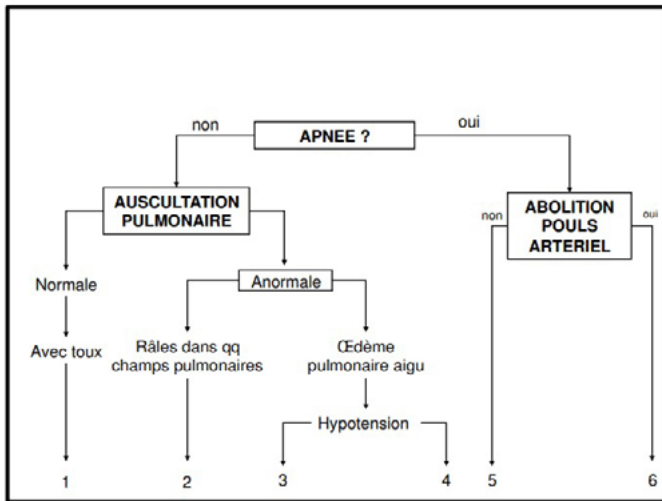 non
APNEE ?
oui
AUSCULTATION
PULMONAIRE
non
ABOLITION
POULS
ARTERIEL
oui
Normale
Anormale
Avec toux
Râles dans qq
champs pulmonaires
Œdème
pulmonaire aigu
Hypotension
1
2
3
4
5
6